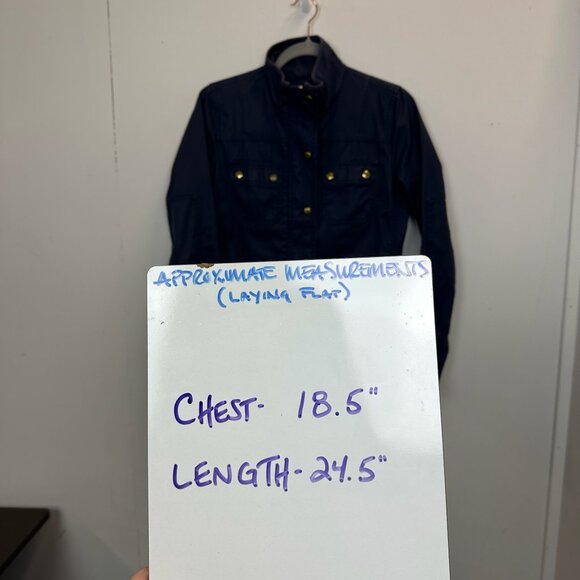 APPROXIMATE MEASUREMENTS
(LAYING FLAT)
CHEST- 18.5"
LENGTH- 24.5"